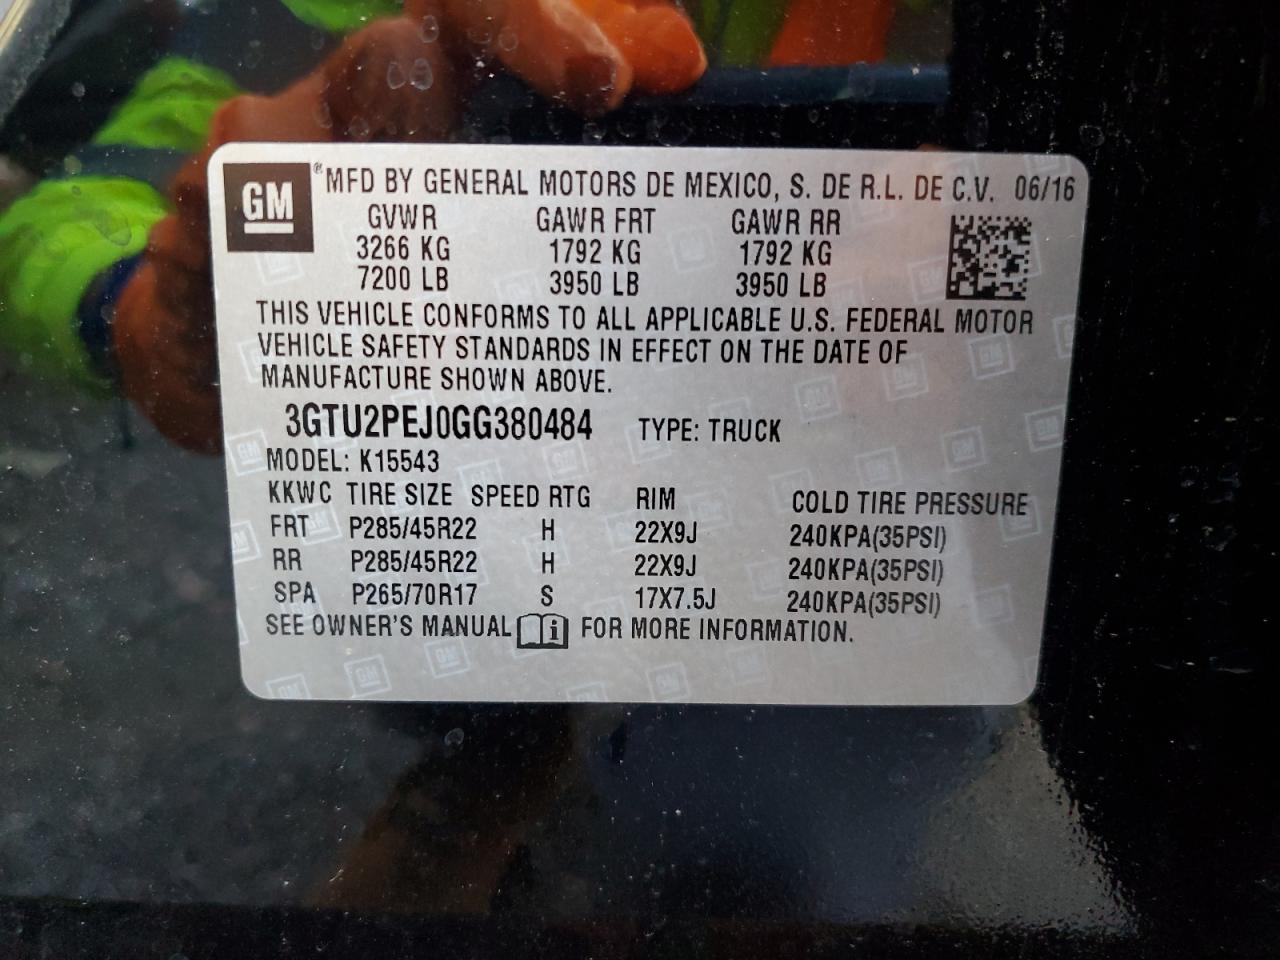 GM ® MFD BY GENERAL MOTORS DE MEXICO, S. DE R.L. DE C.V. 06/16
GVWR GAWR FRT GAWR RR
3266 KG 1792 KG 1792 KG
7200 LB 3950 LB 3950 LB
THIS VEHICLE CONFORMS TO ALL APPLICABLE U.S. FEDERAL MOTOR
VEHICLE SAFETY STANDARDS IN EFFECT ON THE DATE OF
MANUFACTURE SHOWN ABOVE.
3GTU2PEJ0GG380484 TYPE: TRUCK
MODEL: K15543
KKWC TIRE SIZE SPEED RTG RIM COLD TIRE PRESSURE
FRT P285/45R22 H 22X9J 240KPA(35PSI)
RR P285/45R22 H 22X9J 240KPA(35PSI)
SPA P265/70R17 S 17X7.5J 240KPA(35PSI)
SEE OWNER'S MANUAL i FOR MORE INFORMATION.